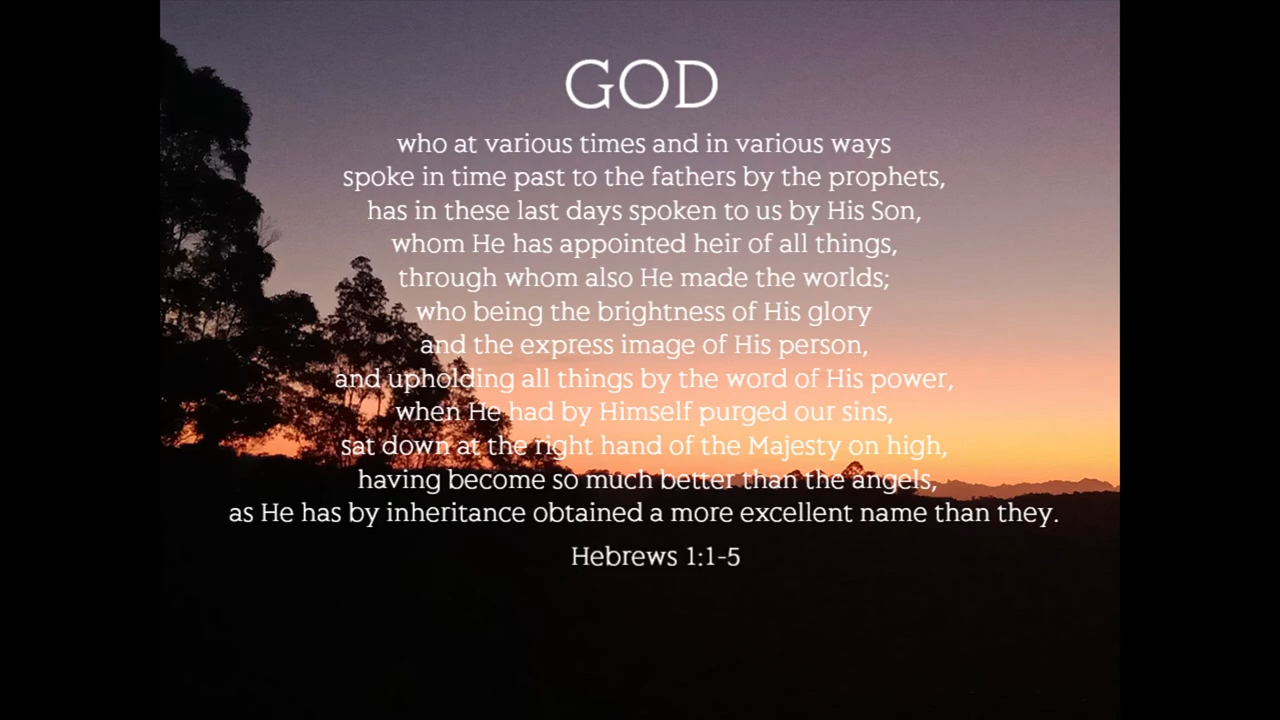 GOD
who at various times and in various ways
spoke in time past to the fathers by the prophets,
has in these last days spoken to us by His Son,
whom He has appointed heir of all things,
through whom also He made the worlds;
who being the brightness of His glory
and the express image of His person,
and upholding all things by the word of His power,
when He had by Himself purged our sins,
sat down at the right hand of the Majesty on high,
having become so much better than the angels,
as He has by inheritance obtained a more excellent name than they.
Hebrews 1:1-5